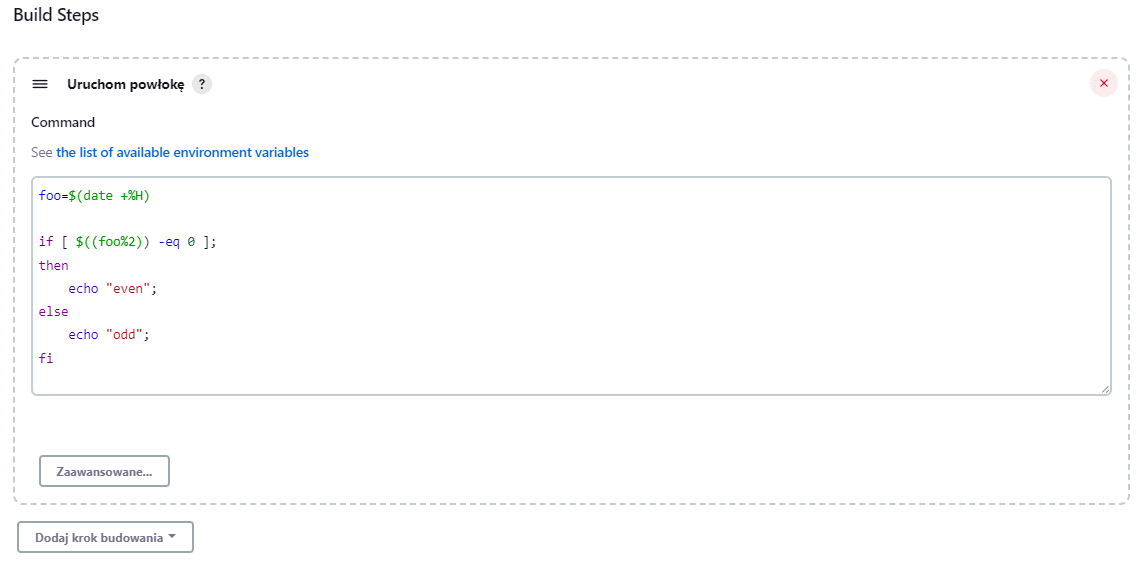 Build Steps
Uruchom powłokę ?
Command
See the list of available environment variables
foo=$(date +%H)
if [ $((foo%2)) -eq 0 ];
then
    echo "even";
else
    echo "odd";
fi
Zaawansowane...
Dodaj krok budowania